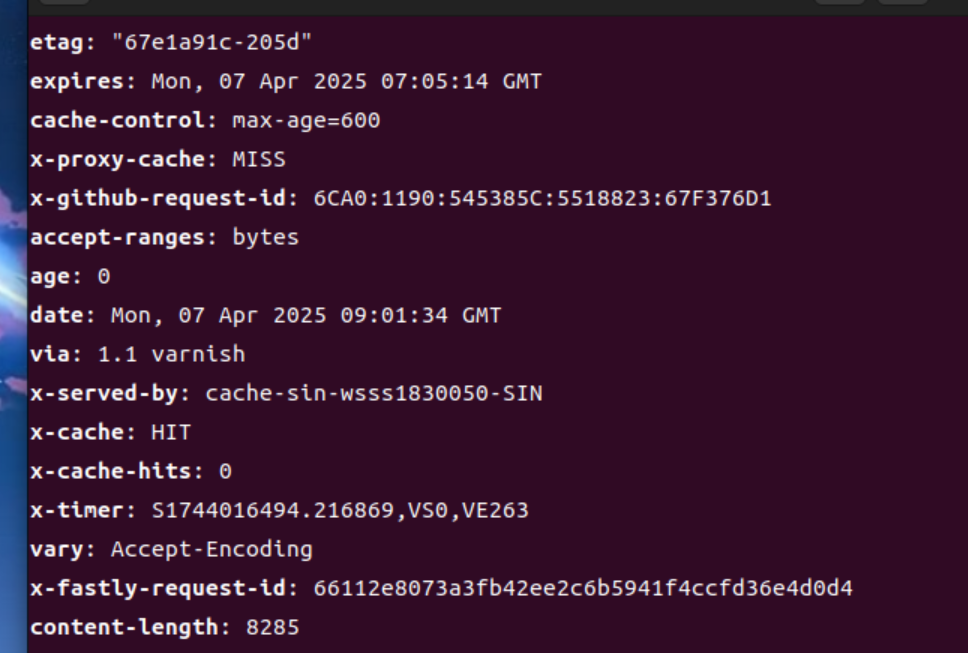 etag: "67e1a91c-205d"
expires: Mon, 07 Apr 2025 07:05:14 GMT
cache-control: max-age=600
x-proxy-cache: MISS
x-github-request-id: 6CA0:1190:545385C:5518823:67F376D1
accept-ranges: bytes
age: 0
date: Mon, 07 Apr 2025 09:01:34 GMT
via: 1.1 varnish
x-served-by: cache-sin-wsss1830050-SIN
x-cache: HIT
x-cache-hits: 0
x-timer: S1744016494.216869,VS0,VE263
vary: Accept-Encoding
x-fastly-request-id: 66112e8073a3fb42ee2c6b5941f4ccfd36e4d0d4
content-length: 8285